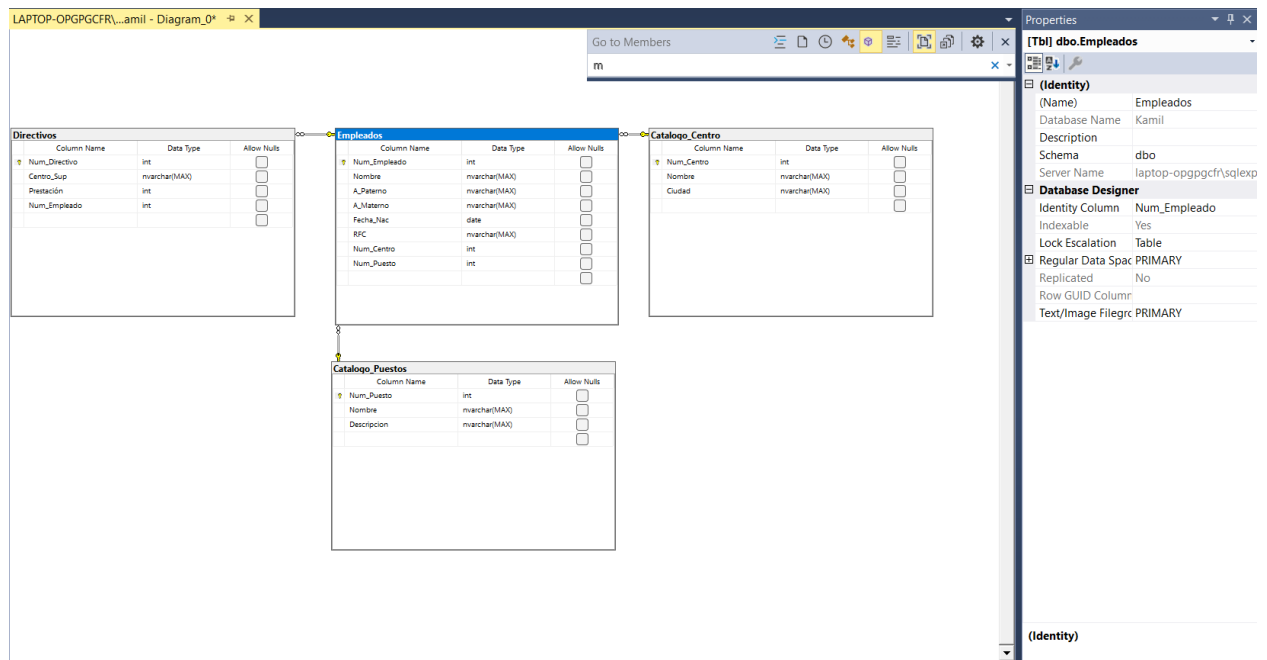 LAPTOP-OPGPGCFR\...amil - Diagram_0*
Go to Members
m
Directivos
Column Name Data Type Allow Nulls
Num_Directivo int
Centro_Sup nvarchar(MAX)
Prestación int
Num_Empleado int
Empleados
Column Name Data Type Allow Nulls
Num_Empleado int
Nombre nvarchar(MAX)
A_Paterno nvarchar(MAX)
A_Materno nvarchar(MAX)
Fecha_Nac date
RFC nvarchar(MAX)
Num_Centro int
Num_Puesto int
Catalogo_Centro
Column Name Data Type Allow Nulls
Num_Centro int
Nombre nvarchar(MAX)
Ciudad nvarchar(MAX)
Catalogo_Puestos
Column Name Data Type Allow Nulls
Num_Puesto int
Nombre nvarchar(MAX)
Descripcion nvarchar(MAX)
Properties
[Tbl] dbo.Empleados
(Identity)
(Name) Empleados
Database Name Kamil
Description
Schema dbo
Server Name laptop-opgpgcfr\sqlexp
Database Designer
Identity Column Num_Empleado
Indexable Yes
Lock Escalation Table
Regular Data Spac PRIMARY
Replicated No
Row GUID Column
Text/Image Filegro PRIMARY
(Identity)